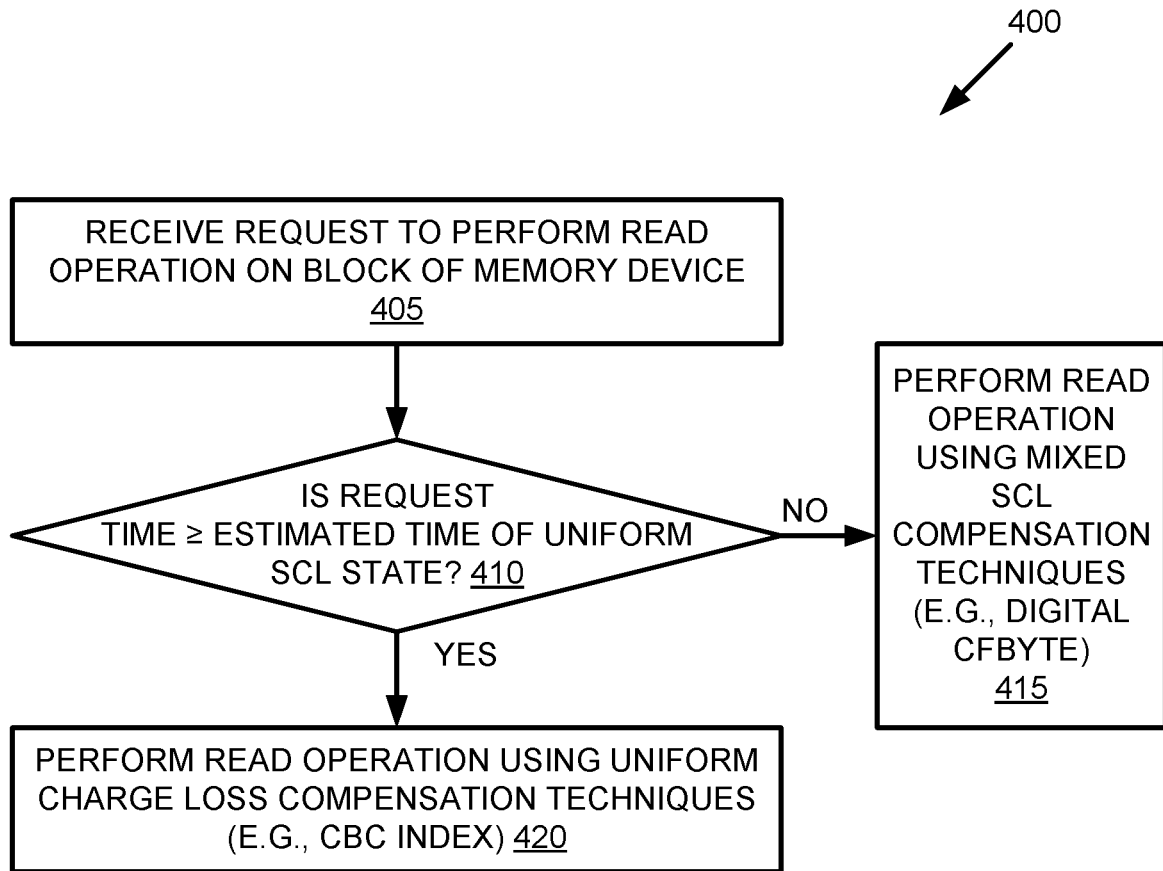 400
RECEIVE REQUEST TO PERFORM READ
OPERATION ON BLOCK OF MEMORY DEVICE
405
IS REQUEST
TIME ≥ ESTIMATED TIME OF UNIFORM
SCL STATE? 410
NO
PERFORM READ
OPERATION
USING MIXED
SCL
COMPENSATION
TECHNIQUES
(E.G., DIGITAL
CFBYTE)
415
YES
PERFORM READ OPERATION USING UNIFORM
CHARGE LOSS COMPENSATION TECHNIQUES
(E.G., CBC INDEX) 420